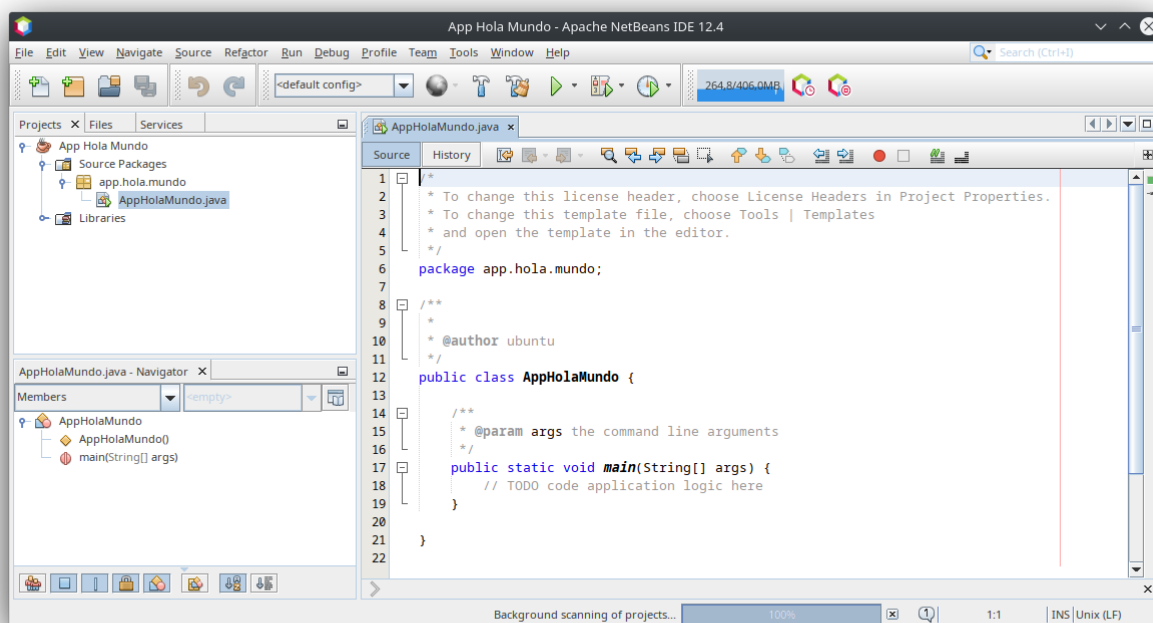 App Hola Mundo - Apache NetBeans IDE 12.4
File Edit View Navigate Source Refactor Run Debug Profile Team Tools Window Help
Search (Ctrl+I)
<default config>
264,8/406,0MB
Projects Files Services
App Hola Mundo
Source Packages
app.hola.mundo
AppHolaMundo.java
Libraries
AppHolaMundo.java - Navigator
Members
<empty>
AppHolaMundo
AppHolaMundo()
main(String[] args)
AppHolaMundo.java
Source History
1 /*
2 * To change this license header, choose License Headers in Project Properties.
3 * To change this template file, choose Tools | Templates
4 * and open the template in the editor.
5 */
6 package app.hola.mundo;
7
8 /**
9 *
10 * @author ubuntu
11 */
12 public class AppHolaMundo {
13
14 /**
15 * @param args the command line arguments
16 */
17 public static void main(String[] args) {
18 // TODO code application logic here
19 }
20
21 }
22
Background scanning of projects... 100% 1 1:1 INS Unix (LF)